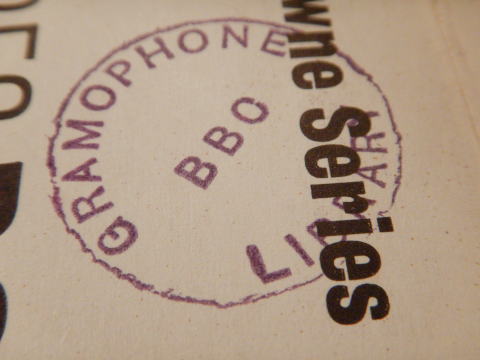 GRAMOPHONE
BBC
LIBRARY
wne Series